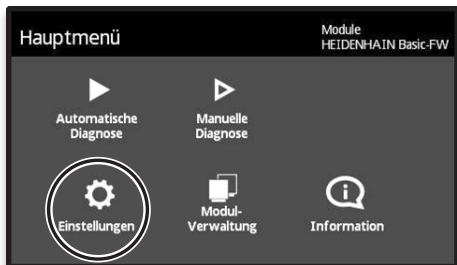 Hauptmenü
Module
HEIDENHAIN Basic-FW
Automatische
Diagnose
Manuelle
Diagnose
Einstellungen
Modul-
Verwaltung
Information